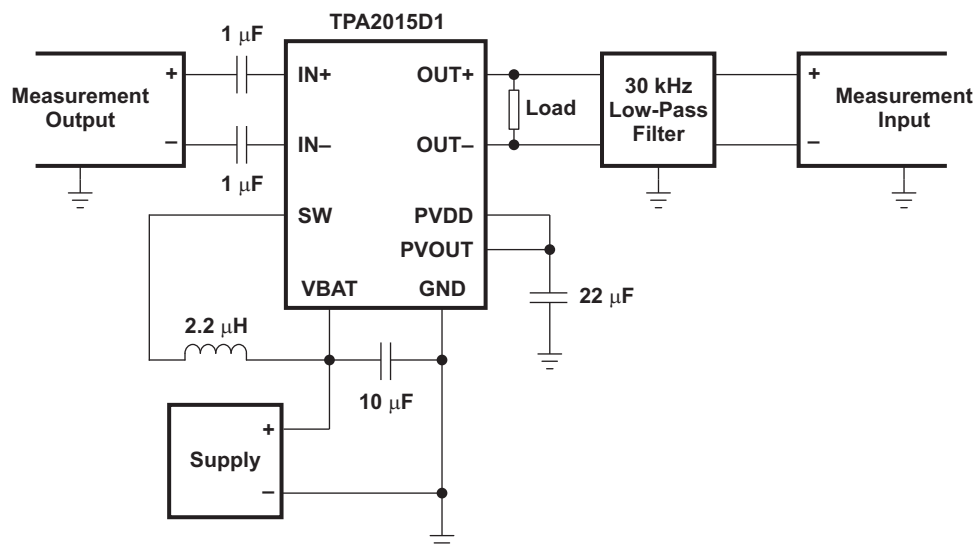 TPA2015D1
1 μF
+
IN+
OUT+
+
Measurement
Output
30 kHz
Low-Pass
Filter
Load
Measurement
Input
–
IN–
OUT–
–
1 μF
SW
PVDD
PVOUT
VBAT
GND
22 μF
2.2 μH
10 μF
+
Supply
–